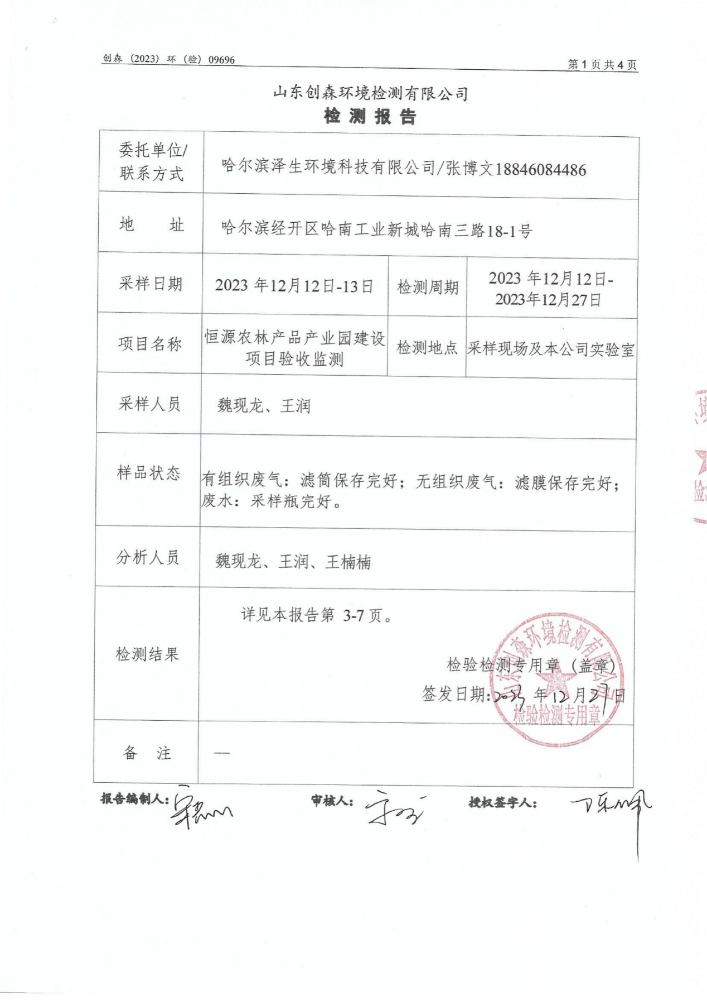 创森（2023）环（验）09696
第1页共4页
山东创森环境检测有限公司
检测报告
委托单位/
联系方式
哈尔滨泽生环境科技有限公司/张博文18846084486
地 址
哈尔滨经开区哈南工业新城哈南三路18-1号
采样日期
2023 年12月12日-13日
检测周期
2023 年12月12日-
2023年12月27日
项目名称
恒源农林产品产业园建设
项目验收监测
检测地点
采样现场及本公司实验室
采样人员
魏现龙、王润
样品状态
有组织废气：滤筒保存完好；无组织废气：滤膜保存完好；
废水：采样瓶完好。
分析人员
魏现龙、王润、王楠楠
检测结果
详见本报告第 3-7页。
检验检测专用章（盖章）
签发日期:2023年12月27日
山东创森环境检测有限公司
检验检测专用章
备 注
—
报告编制人：
审核人：
授权签字人：